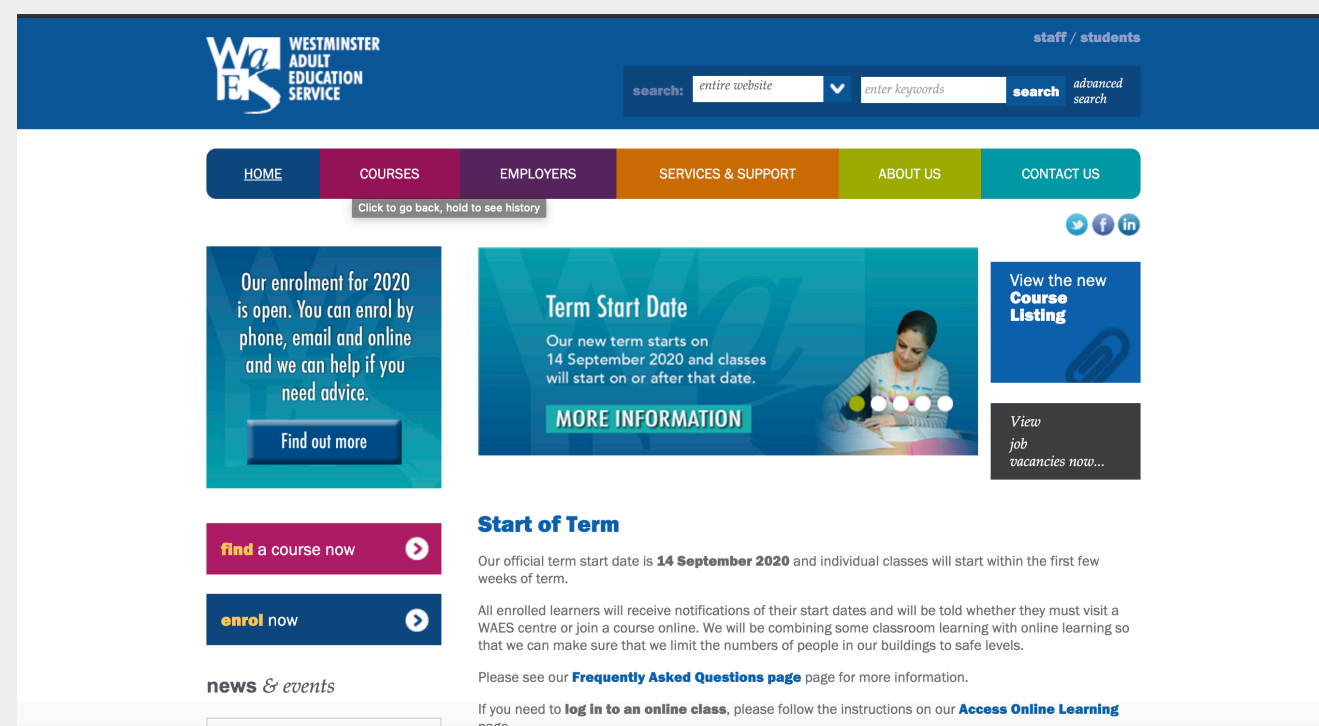 WESTMINSTER
ADULT
EDUCATION
SERVICE
WaES
staff / students
search: entire website enter keywords search advanced
search
HOME COURSES EMPLOYERS SERVICES & SUPPORT ABOUT US CONTACT US
Click to go back, hold to see history
Our enrolment for 2020
is open. You can enrol by
phone, email and online
and we can help if you
need advice.
Find out more
Term Start Date
Our new term starts on
14 September 2020 and classes
will start on or after that date.
MORE INFORMATION
View the new
Course
Listing
View
job
vacancies now...
find a course now
enrol now
news & events
Start of Term
Our official term start date is 14 September 2020 and individual classes will start within the first few
weeks of term.
All enrolled learners will receive notifications of their start dates and will be told whether they must visit a
WAES centre or join a course online. We will be combining some classroom learning with online learning so
that we can make sure that we limit the numbers of people in our buildings to safe levels.
Please see our Frequently Asked Questions page page for more information.
If you need to log in to an online class, please follow the instructions on our Access Online Learning